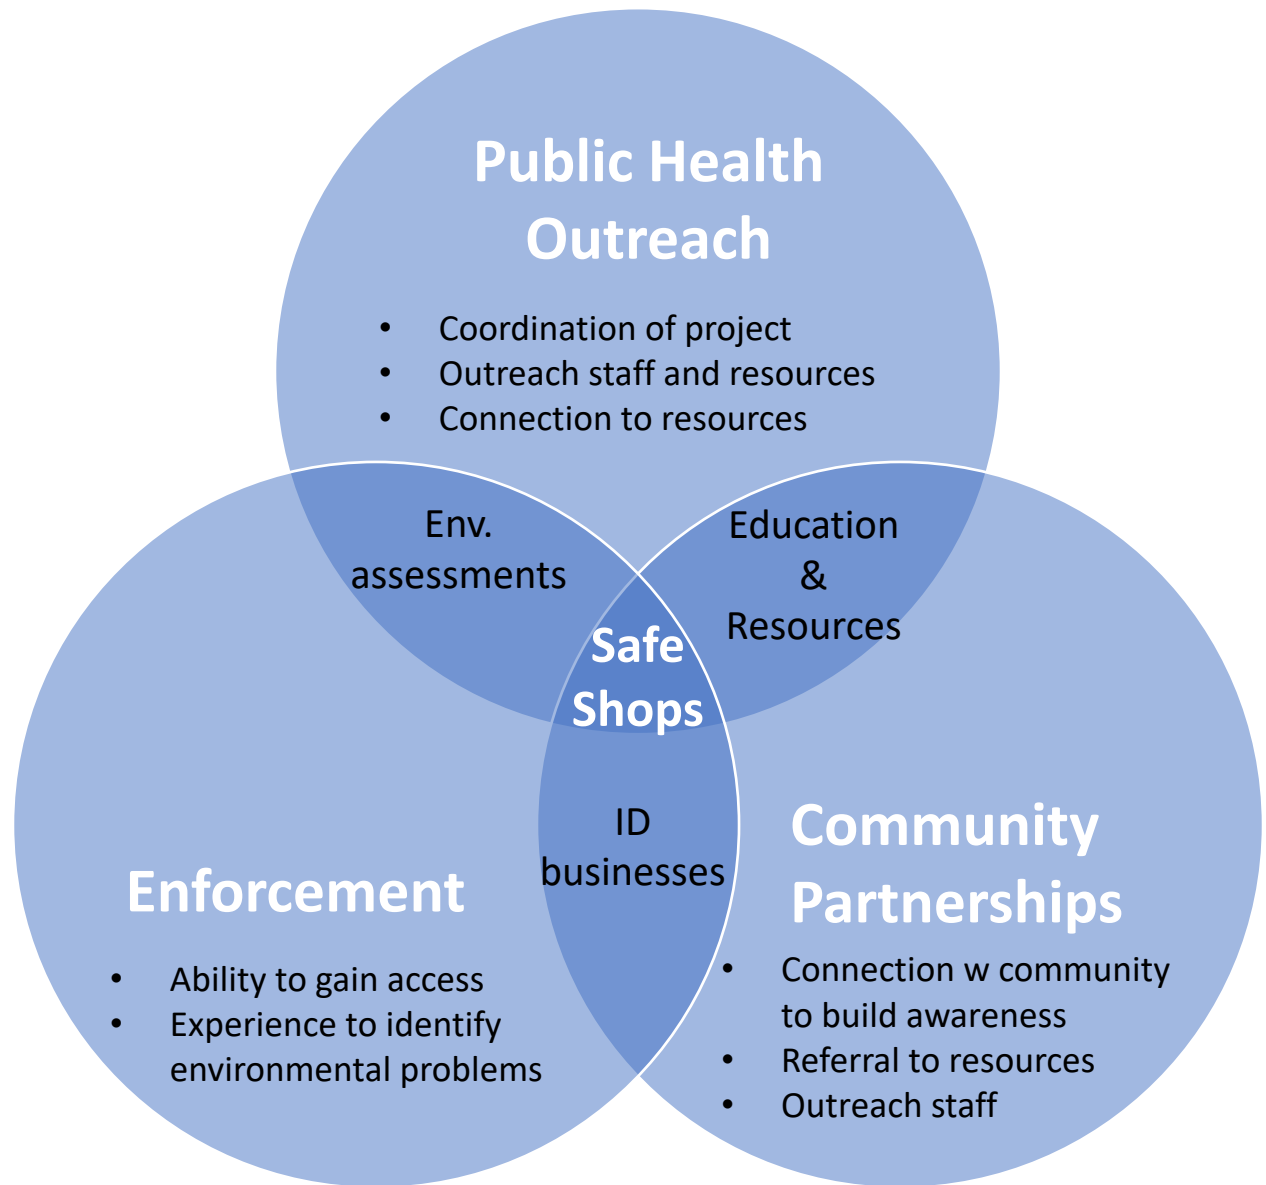 Public Health
Outreach
• Coordination of project
• Outreach staff and resources
• Connection to resources
Env.
assessments
Education
&
Resources
Safe
Shops
ID
businesses
Enforcement
• Ability to gain access
• Experience to identify
environmental problems
Community
Partnerships
• Connection w community
to build awareness
• Referral to resources
• Outreach staff